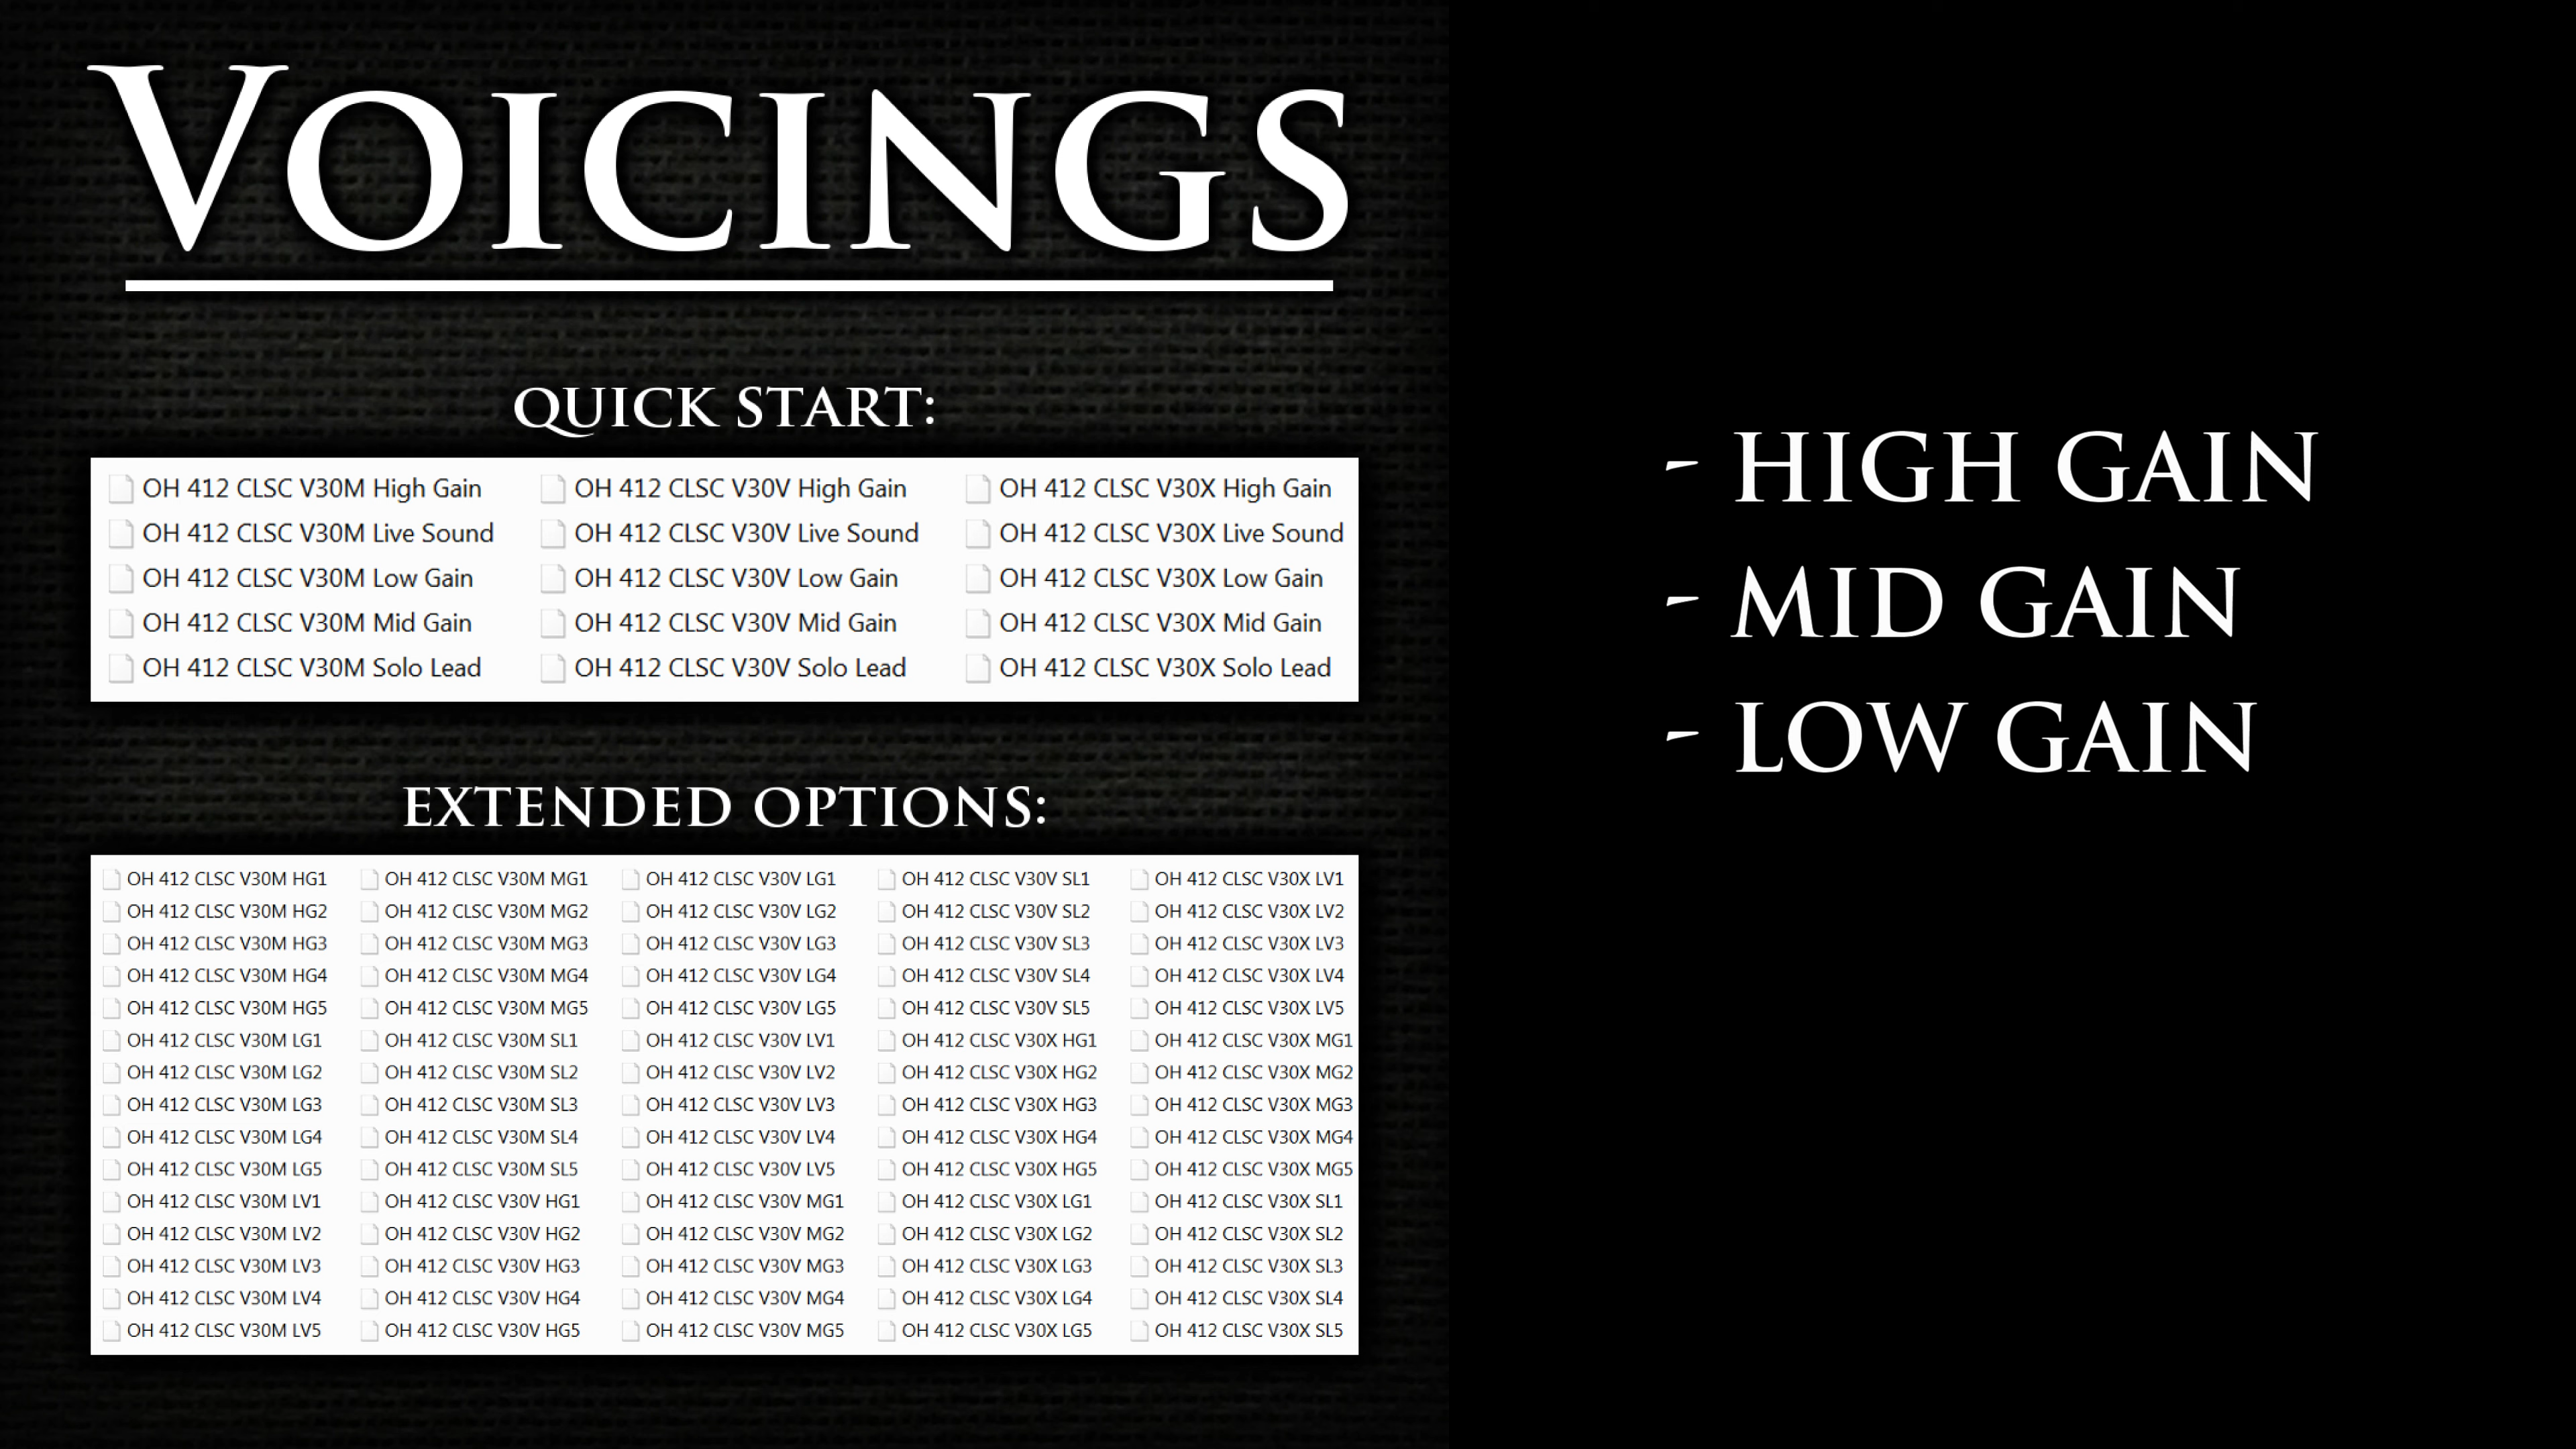 VOICINGS
QUICK START:
OH 412 CLSC V30M High Gain
OH 412 CLSC V30M Live Sound
OH 412 CLSC V30M Low Gain
OH 412 CLSC V30M Mid Gain
OH 412 CLSC V30M Solo Lead
OH 412 CLSC V30V High Gain
OH 412 CLSC V30V Live Sound
OH 412 CLSC V30V Low Gain
OH 412 CLSC V30V Mid Gain
OH 412 CLSC V30V Solo Lead
OH 412 CLSC V30X High Gain
OH 412 CLSC V30X Live Sound
OH 412 CLSC V30X Low Gain
OH 412 CLSC V30X Mid Gain
OH 412 CLSC V30X Solo Lead
EXTENDED OPTIONS:
OH 412 CLSC V30M HG1
OH 412 CLSC V30M HG2
OH 412 CLSC V30M HG3
OH 412 CLSC V30M HG4
OH 412 CLSC V30M HG5
OH 412 CLSC V30M LG1
OH 412 CLSC V30M LG2
OH 412 CLSC V30M LG3
OH 412 CLSC V30M LG4
OH 412 CLSC V30M LG5
OH 412 CLSC V30M LV1
OH 412 CLSC V30M LV2
OH 412 CLSC V30M LV3
OH 412 CLSC V30M LV4
OH 412 CLSC V30M LV5
OH 412 CLSC V30M MG1
OH 412 CLSC V30M MG2
OH 412 CLSC V30M MG3
OH 412 CLSC V30M MG4
OH 412 CLSC V30M MG5
OH 412 CLSC V30M SL1
OH 412 CLSC V30M SL2
OH 412 CLSC V30M SL3
OH 412 CLSC V30M SL4
OH 412 CLSC V30M SL5
OH 412 CLSC V30V HG1
OH 412 CLSC V30V HG2
OH 412 CLSC V30V HG3
OH 412 CLSC V30V HG4
OH 412 CLSC V30V HG5
OH 412 CLSC V30V LG1
OH 412 CLSC V30V LG2
OH 412 CLSC V30V LG3
OH 412 CLSC V30V LG4
OH 412 CLSC V30V LG5
OH 412 CLSC V30V LV1
OH 412 CLSC V30V LV2
OH 412 CLSC V30V LV3
OH 412 CLSC V30V LV4
OH 412 CLSC V30V LV5
OH 412 CLSC V30V MG1
OH 412 CLSC V30V MG2
OH 412 CLSC V30V MG3
OH 412 CLSC V30V MG4
OH 412 CLSC V30V MG5
OH 412 CLSC V30V SL1
OH 412 CLSC V30V SL2
OH 412 CLSC V30V SL3
OH 412 CLSC V30V SL4
OH 412 CLSC V30V SL5
OH 412 CLSC V30X HG1
OH 412 CLSC V30X HG2
OH 412 CLSC V30X HG3
OH 412 CLSC V30X HG4
OH 412 CLSC V30X HG5
OH 412 CLSC V30X LG1
OH 412 CLSC V30X LG2
OH 412 CLSC V30X LG3
OH 412 CLSC V30X LG4
OH 412 CLSC V30X LG5
OH 412 CLSC V30X LV1
OH 412 CLSC V30X LV2
OH 412 CLSC V30X LV3
OH 412 CLSC V30X LV4
OH 412 CLSC V30X LV5
OH 412 CLSC V30X MG1
OH 412 CLSC V30X MG2
OH 412 CLSC V30X MG3
OH 412 CLSC V30X MG4
OH 412 CLSC V30X MG5
OH 412 CLSC V30X SL1
OH 412 CLSC V30X SL2
OH 412 CLSC V30X SL3
OH 412 CLSC V30X SL4
OH 412 CLSC V30X SL5
- HIGH GAIN
- MID GAIN
- LOW GAIN